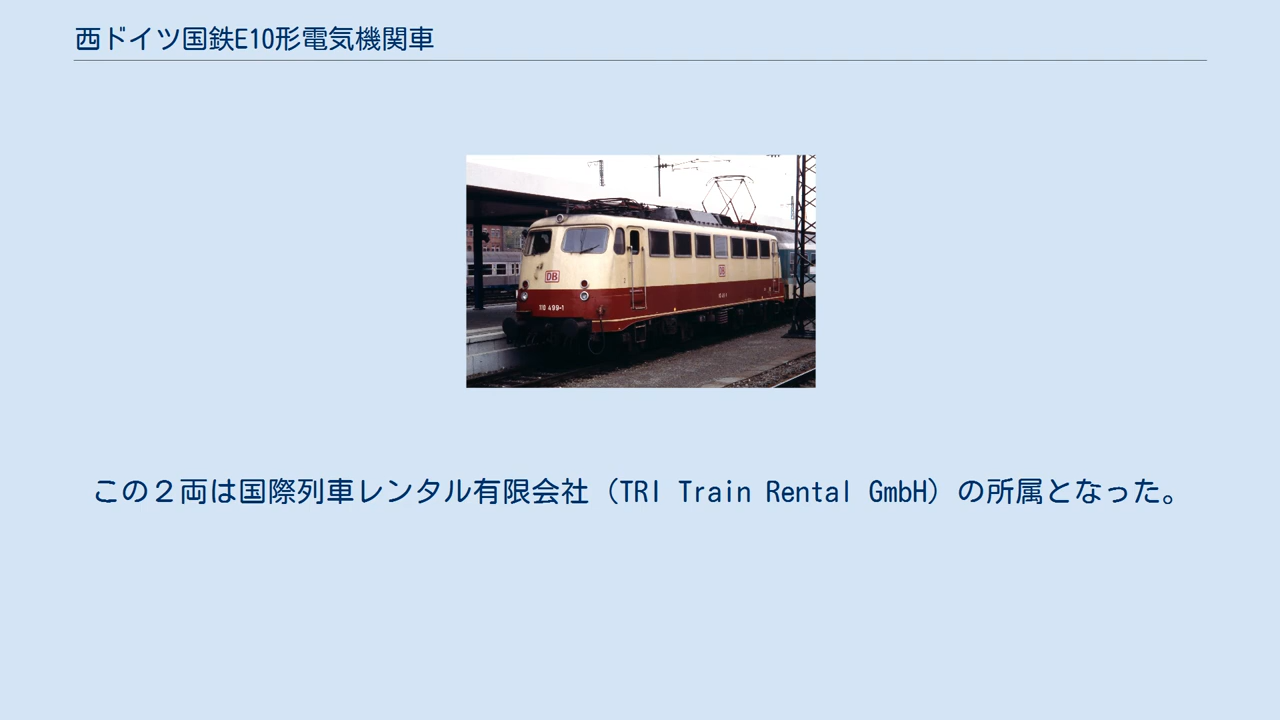 西ドイツ国鉄E10形電気機関車
DB
110 499-1
この２両は国際列車レンタル有限会社（TRI Train Rental GmbH）の所属となった。